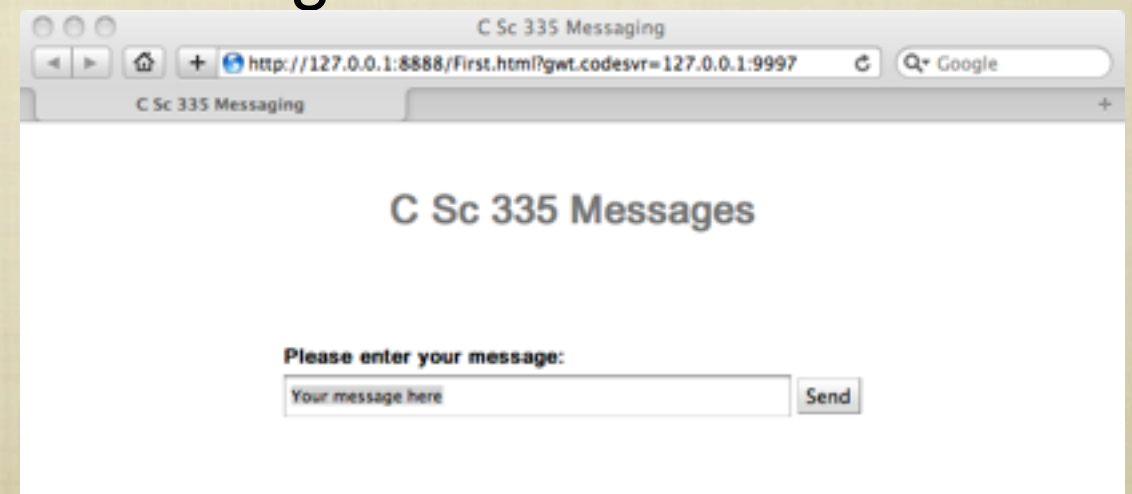 C Sc 335 Messaging
http://127.0.0.1:8888/First.html?gwt.codesvr=127.0.0.1:9997 Google
C Sc 335 Messaging
C Sc 335 Messages
Please enter your message:
Your message here Send